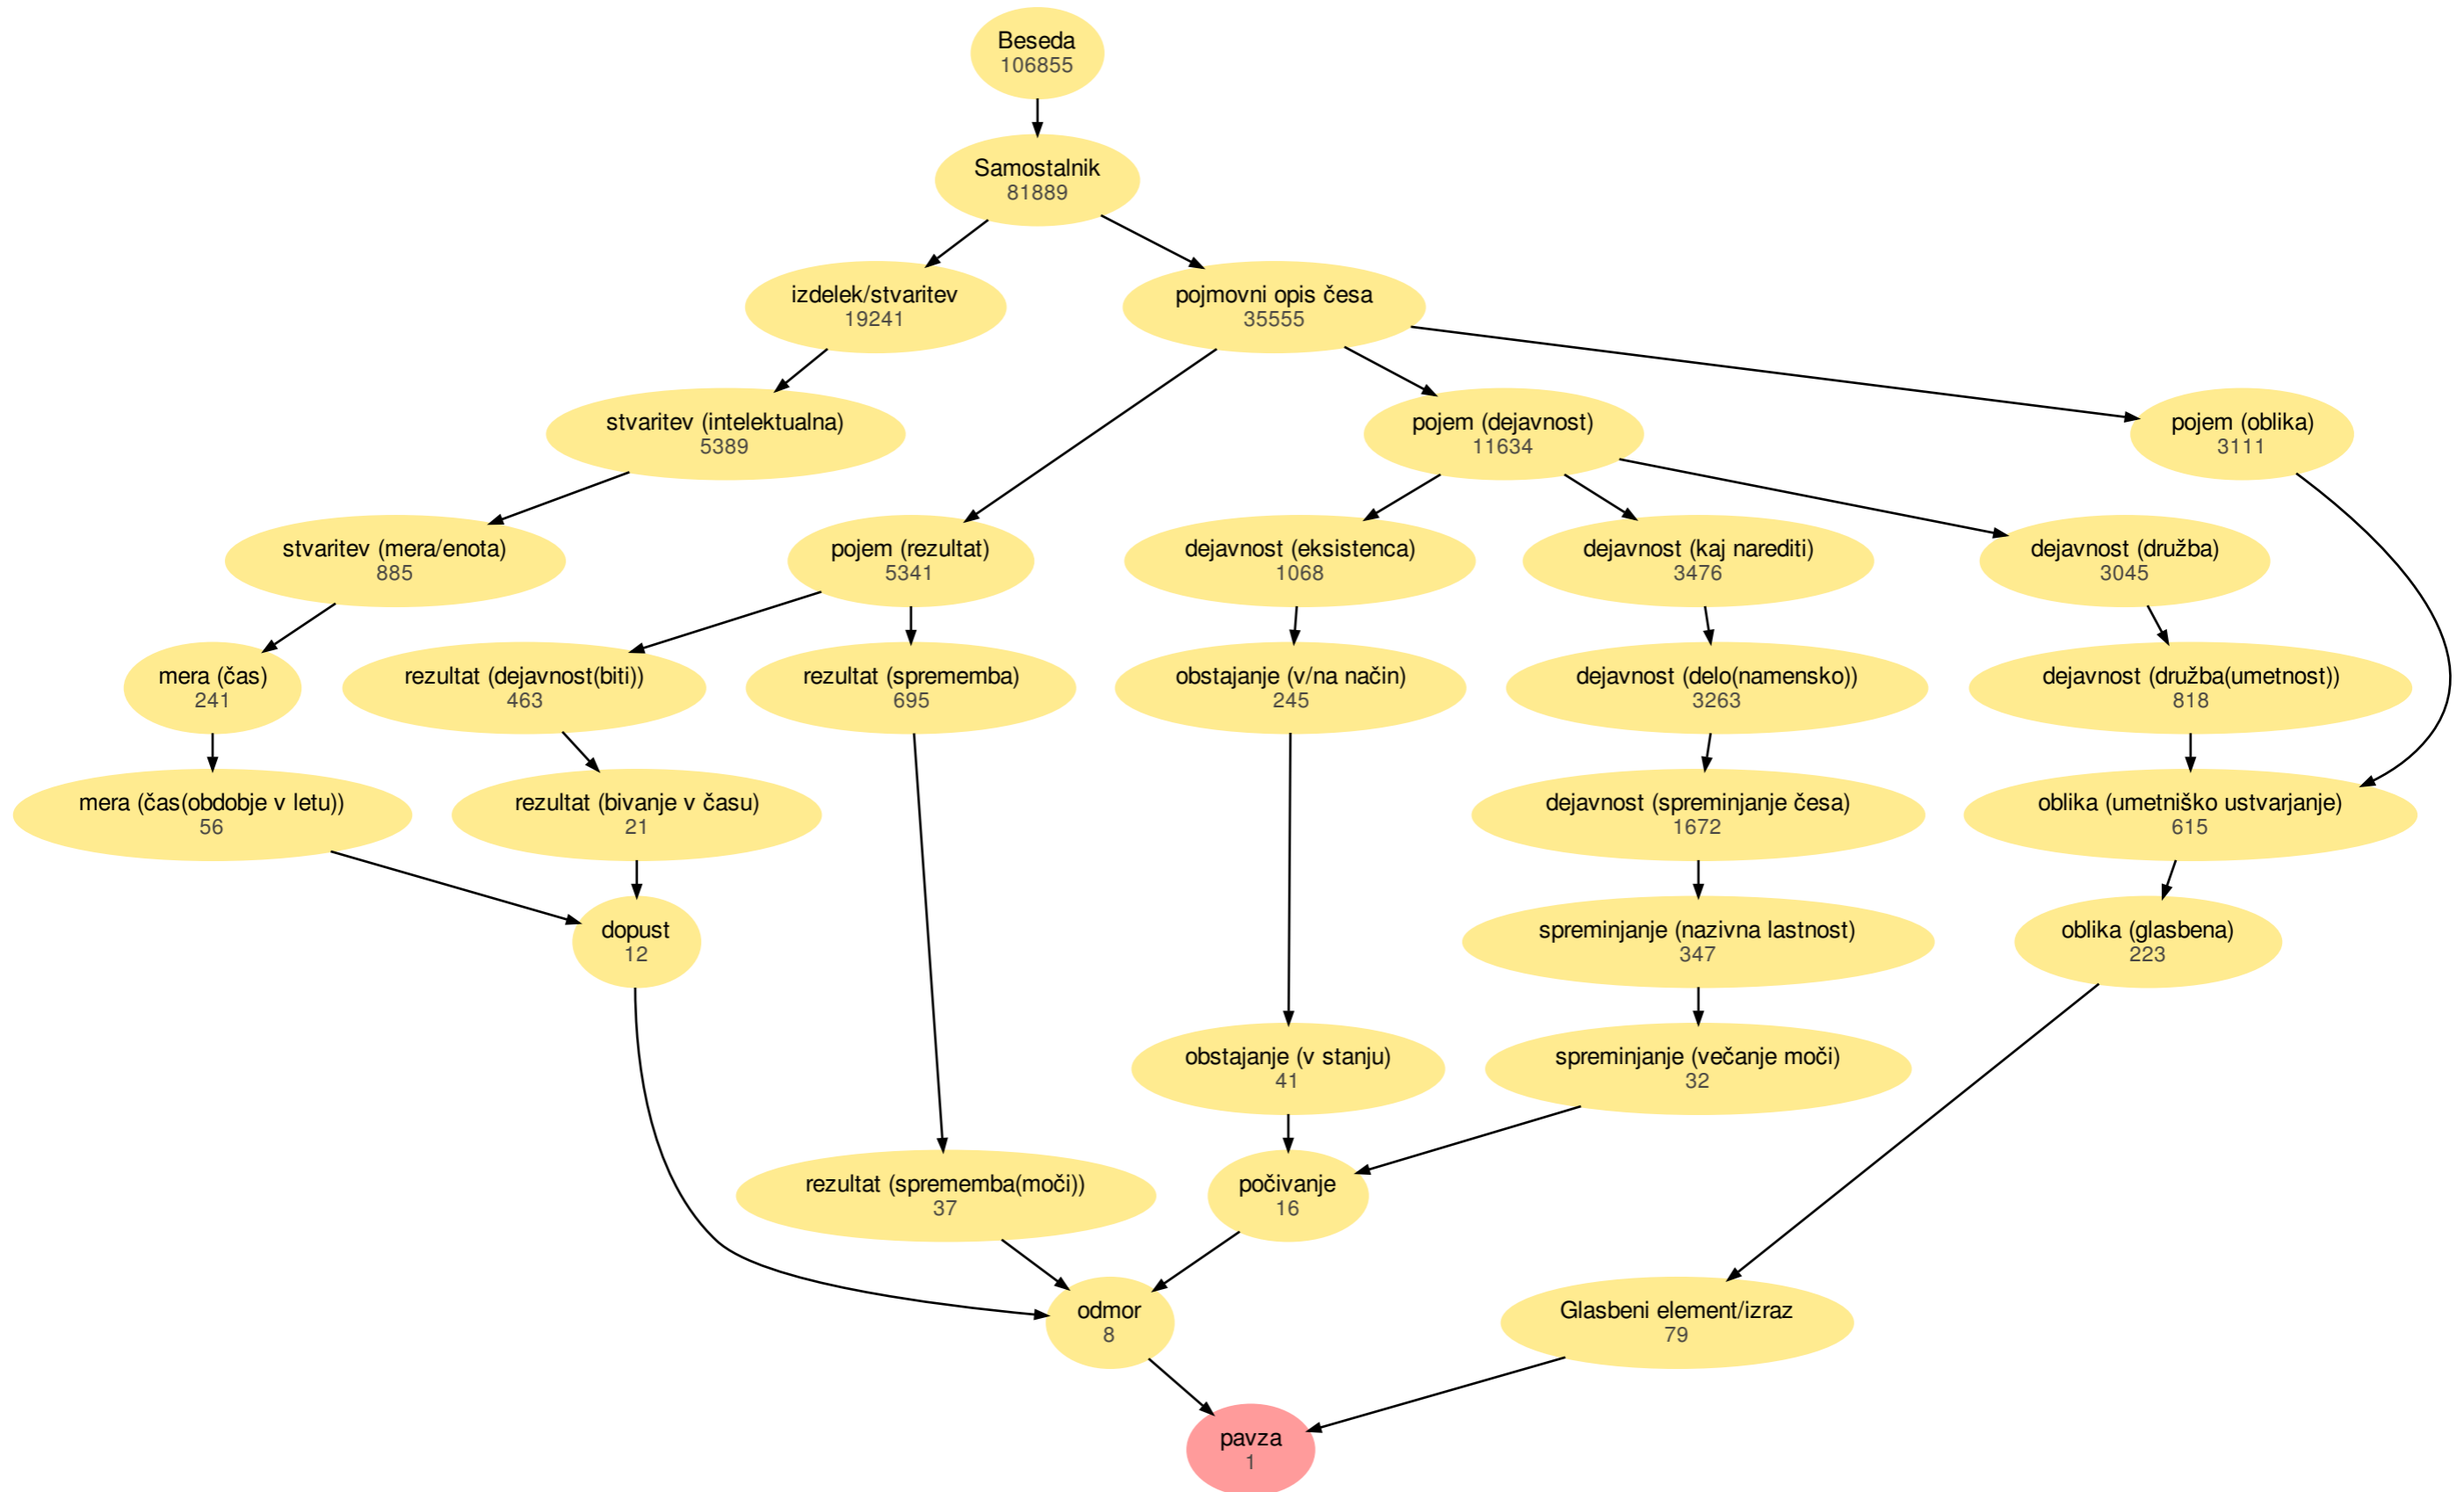 Beseda
106855
Samostalnik
81889
izdelek/stvaritev
19241
pojmovni opis česa
35555
stvaritev (intelektualna)
5389
pojem (dejavnost)
11634
pojem (oblika)
3111
stvaritev (mera/enota)
885
pojem (rezultat)
5341
dejavnost (eksistenca)
1068
dejavnost (kaj narediti)
3476
dejavnost (družba)
3045
mera (čas)
241
rezultat (dejavnost(biti))
463
rezultat (sprememba)
695
obstajanje (v/na način)
245
dejavnost (delo(namensko))
3263
dejavnost (družba(umetnost))
818
mera (čas(obdobje v letu))
56
rezultat (bivanje v času)
21
dejavnost (spreminjanje česa)
1672
oblika (umetniško ustvarjanje)
615
dopust
12
spreminjanje (nazivna lastnost)
347
oblika (glasbena)
223
obstajanje (v stanju)
41
spreminjanje (večanje moči)
32
rezultat (sprememba(moči))
37
počivanje
16
odmor
8
Glasbeni element/izraz
79
pavza
1